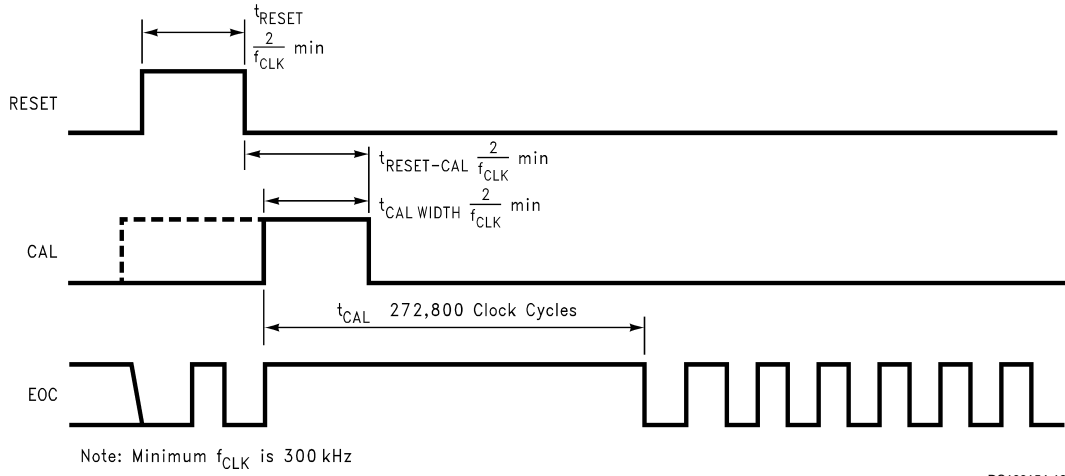 tRESET
2
fCLK min
RESET
tRESET-CAL 2
fCLK min
tCAL WIDTH 2
fCLK min
CAL
tCAL 272,800 Clock Cycles
EOC
Note: Minimum fCLK is 300 kHz